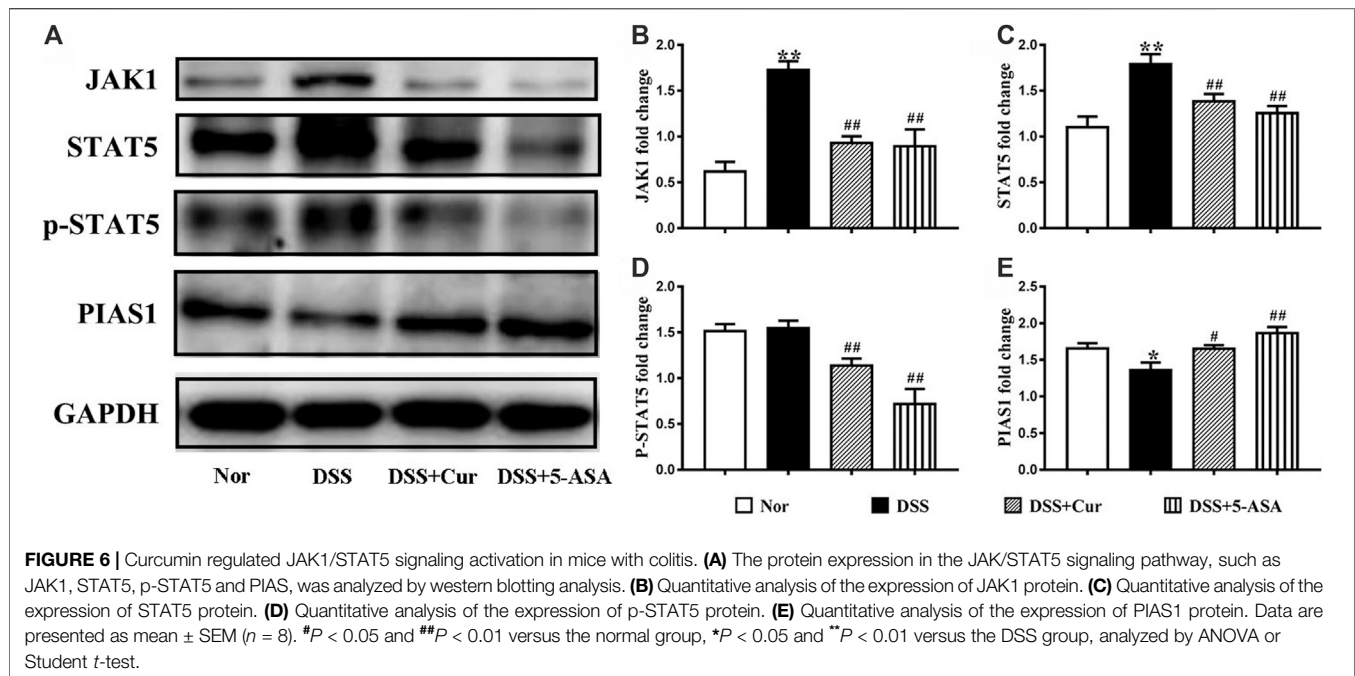 A
JAK1
STAT5
p-STAT5
PIAS1
GAPDH
Nor DSS DSS+Cur DSS+5-ASA
B
JAK1 fold change
2.0
1.5
1.0
0.5
0.0
**
##
##
C
STAT5 fold change
2.0
1.5
1.0
0.5
0.0
**
##
##
D
P-STAT5 fold change
2.0
1.5
1.0
0.5
0.0
##
##
E
PIAS1 fold change
2.5
2.0
1.5
1.0
0.5
0.0
*
#
##
Nor DSS DSS+Cur DSS+5-ASA
FIGURE 6 | Curcumin regulated JAK1/STAT5 signaling activation in mice with colitis. (A) The protein expression in the JAK/STAT5 signaling pathway, such as
JAK1, STAT5, p-STAT5 and PIAS, was analyzed by western blotting analysis. (B) Quantitative analysis of the expression of JAK1 protein. (C) Quantitative analysis of the
expression of STAT5 protein. (D) Quantitative analysis of the expression of p-STAT5 protein. (E) Quantitative analysis of the expression of PIAS1 protein. Data are
presented as mean ± SEM (n = 8). #P < 0.05 and ##P < 0.01 versus the normal group, *P < 0.05 and **P < 0.01 versus the DSS group, analyzed by ANOVA or
Student t-test.